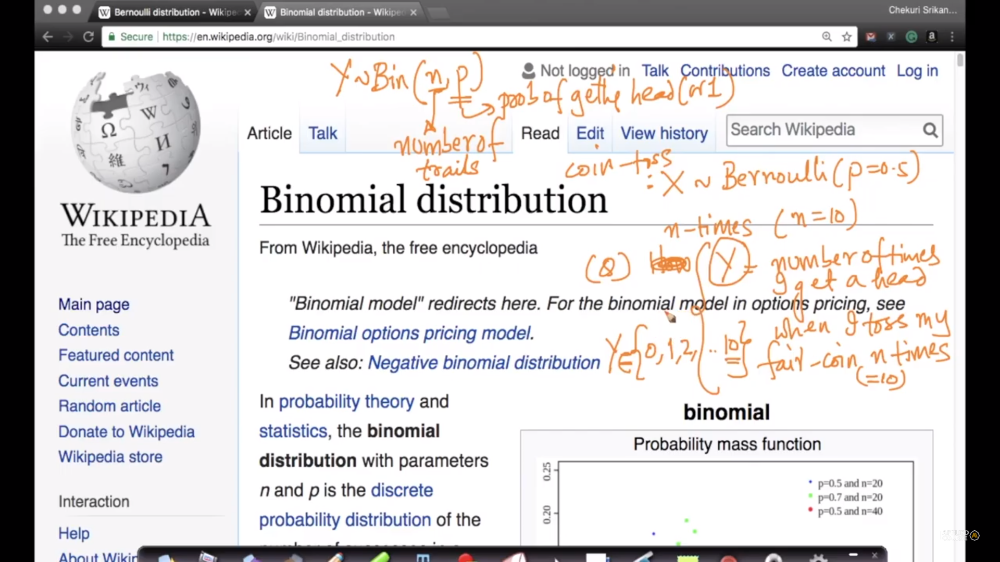 Bernoulli distribution - Wikipe
Binomial distribution - Wikipe
Chekuri Srikan...
Secure
https://en.wikipedia.org/wiki/Binomial_distribution
Y ~ Bin (n, p)
Not logged in Talk Contributions Create account Log in
prob of getting head (or 1)
Article Talk
Read Edit View history
Search Wikipedia
number of
trails
coin-toss
: X ~ Bernoulli (p=0.5)
WIKIPEDIA
The Free Encyclopedia
Binomial distribution
n-times (n=10)
From Wikipedia, the free encyclopedia
(Q) Y = number of times
I get a head
when I toss my
fair-coin n times
(=10)
Y ∈ {0, 1, 2, .. 10}
"Binomial model" redirects here. For the binomial model in options pricing, see
Binomial options pricing model.
See also: Negative binomial distribution
Main page
Contents
Featured content
Current events
Random article
Donate to Wikipedia
Wikipedia store
Interaction
Help
About Wikip
In probability theory and
statistics, the binomial
distribution with parameters
n and p is the discrete
probability distribution of the
number of successes in a
binomial
Probability mass function
0.25
0.20
p=0.5 and n=20
p=0.7 and n=20
p=0.5 and n=40